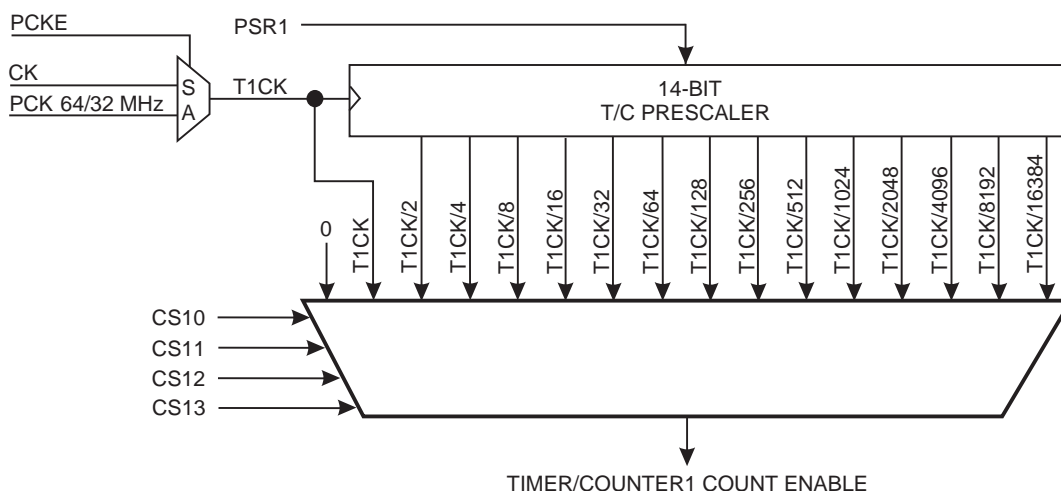 PCKE
PSR1
CK
PCK 64/32 MHz
S
A
T1CK
14-BIT
T/C PRESCALER
0
T1CK
T1CK/2
T1CK/4
T1CK/8
T1CK/16
T1CK/32
T1CK/64
T1CK/128
T1CK/256
T1CK/512
T1CK/1024
T1CK/2048
T1CK/4096
T1CK/8192
T1CK/16384
CS10
CS11
CS12
CS13
TIMER/COUNTER1 COUNT ENABLE